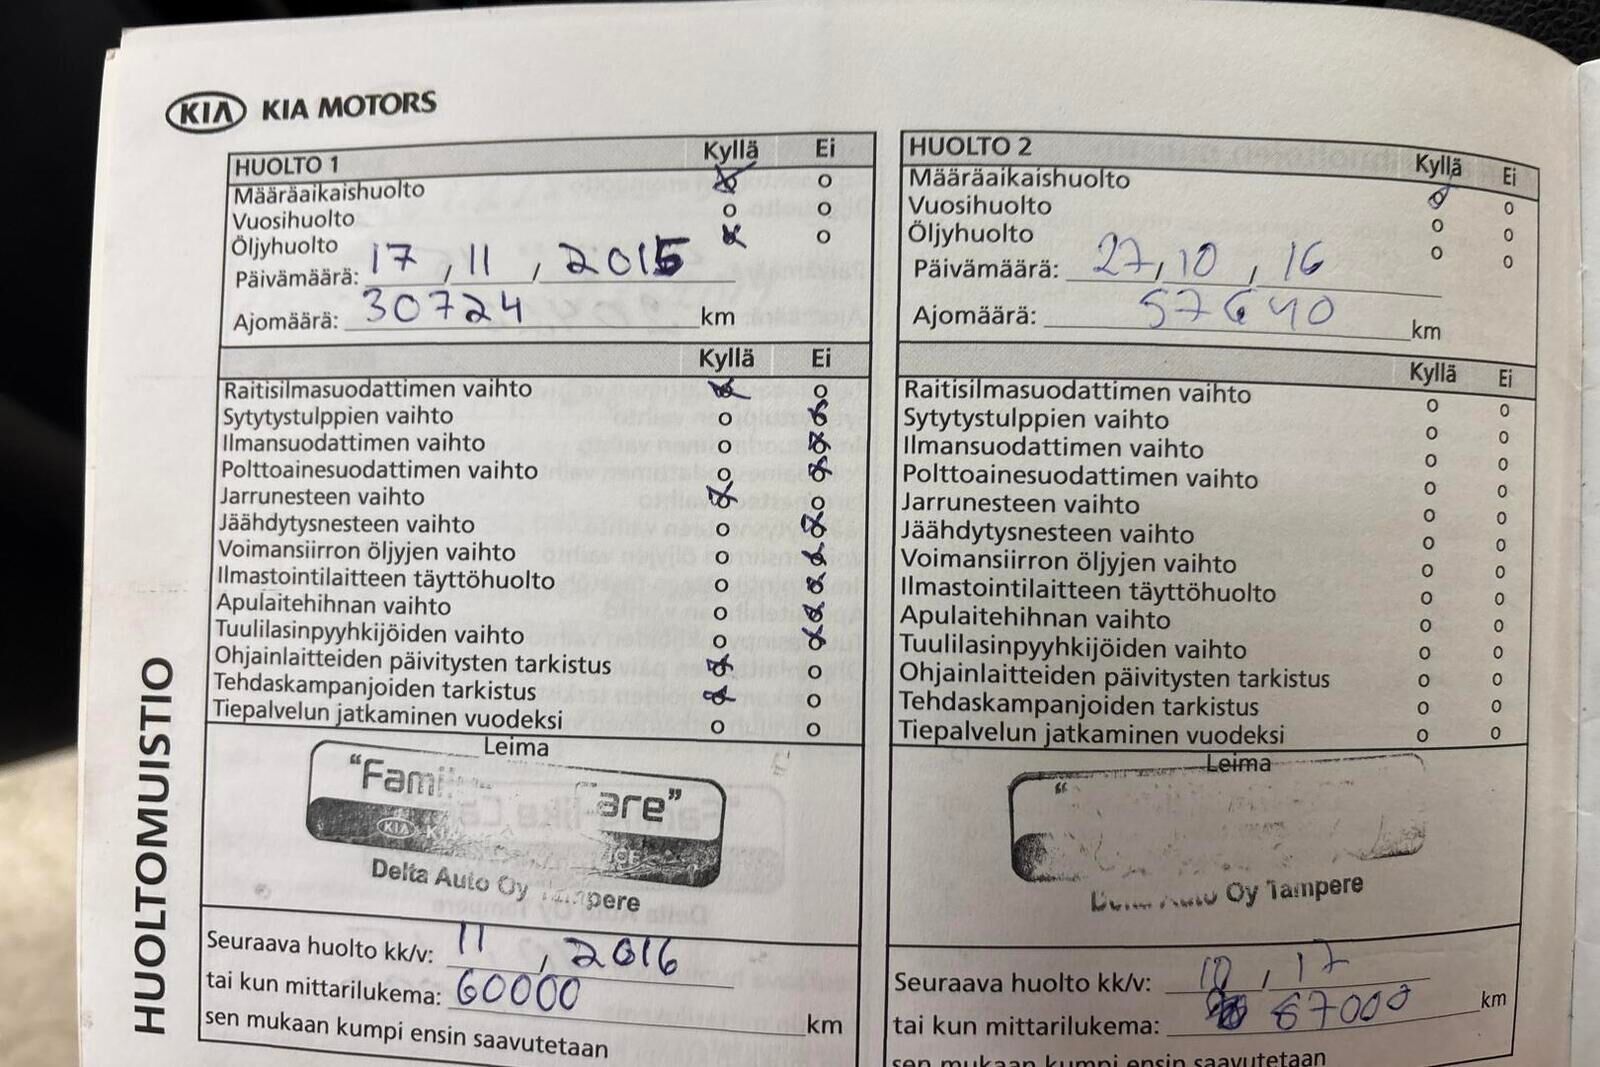 KIA KIA MOTORS
HUOLTO 1 Kyllä Ei
Määräaikaishuolto
Vuosihuolto
Öljyhuolto
Päivämäärä: 17, 11, 2015
Ajomäärä: 30724 km
Kyllä Ei
Raitisilmasuodattimen vaihto
Sytytystulppien vaihto
Ilmansuodattimen vaihto
Polttoainesuodattimen vaihto
Jarrunesteen vaihto
Jäähdytysnesteen vaihto
Voimansiirron öljyjen vaihto
Ilmastointilaitteen täyttöhuolto
Apulaitehihnan vaihto
Tuulilasinpyyhkijöiden vaihto
Ohjainlaitteiden päivitysten tarkistus
Tehdaskampanjoiden tarkistus
Tiepalvelun jatkaminen vuodeksi
Leima
KIA
Delta Auto Oy Tampere
Seuraava huolto kk/v: 11, 2016
tai kun mittarilukema: 60000 km
sen mukaan kumpi ensin saavutetaan
HUOLTO 2 Kyllä Ei
Määräaikaishuolto
Vuosihuolto
Öljyhuolto
Päivämäärä: 27, 10, 16
Ajomäärä: 57640 km
Kyllä Ei
Raitisilmasuodattimen vaihto
Sytytystulppien vaihto
Ilmansuodattimen vaihto
Polttoainesuodattimen vaihto
Jarrunesteen vaihto
Jäähdytysnesteen vaihto
Voimansiirron öljyjen vaihto
Ilmastointilaitteen täyttöhuolto
Apulaitehihnan vaihto
Tuulilasinpyyhkijöiden vaihto
Ohjainlaitteiden päivitysten tarkistus
Tehdaskampanjoiden tarkistus
Tiepalvelun jatkaminen vuodeksi
Leima
Delta Auto Oy Tampere
Seuraava huolto kk/v: 10, 17
tai kun mittarilukema: 87000 km
sen mukaan kumpi ensin saavutetaan
HUOLTOMUISTIO